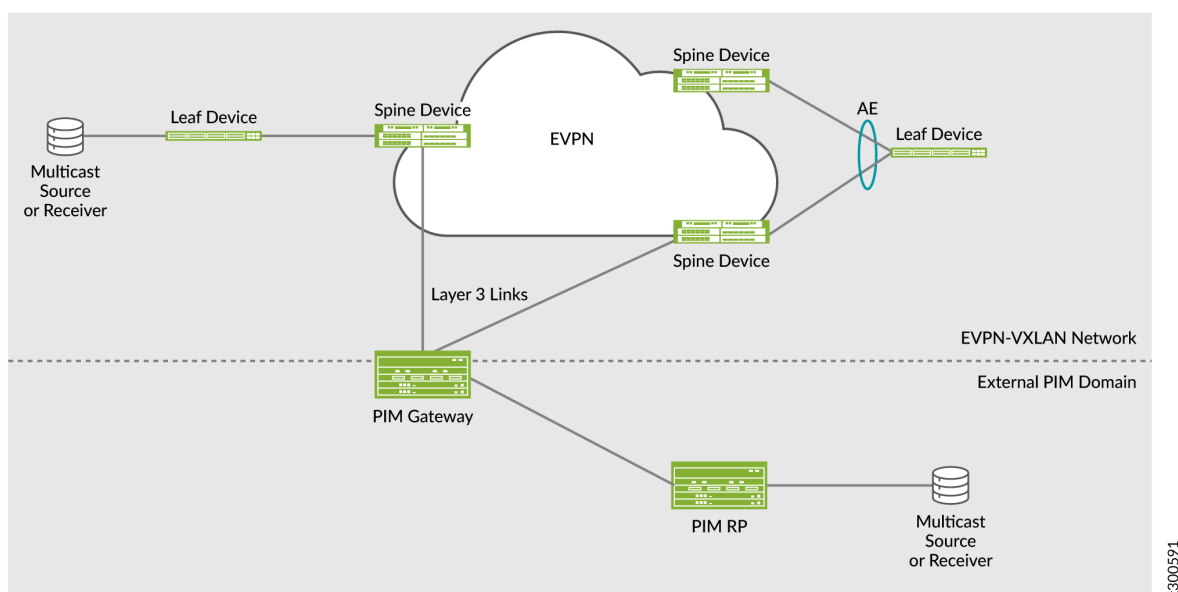 Spine Device
AE
Leaf Device
Spine Device
EVPN
Leaf Device
Multicast
Source
or Receiver
Spine Device
Layer 3 Links
EVPN-VXLAN Network
External PIM Domain
PIM Gateway
PIM RP
Multicast
Source
or Receiver
300591